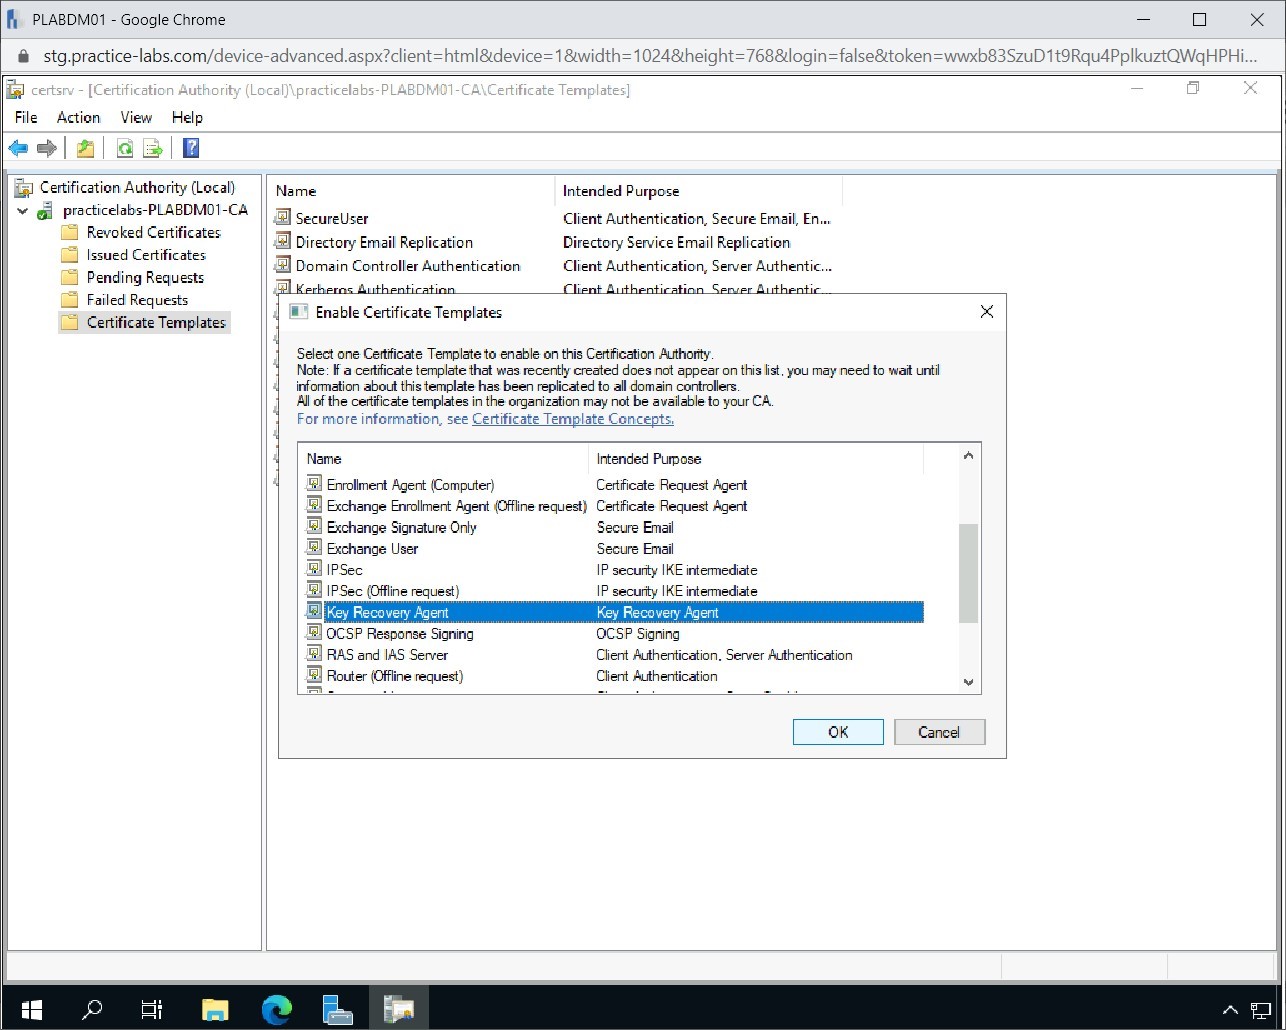 PLABDM01 - Google Chrome
stg.practice-labs.com/device-advanced.aspx?client=html&device=1&width=1024&height=768&login=false&token=wwxb83SzuD1t9Rqu4PplkuztQWqHPHi...
certsrv - [Certification Authority (Local)\practicelabs-PLABDM01-CA\Certificate Templates]
File Action View Help
Certification Authority (Local)
practicelabs-PLABDM01-CA
Revoked Certificates
Issued Certificates
Pending Requests
Failed Requests
Certificate Templates
Name Intended Purpose
SecureUser Client Authentication, Secure Email, En...
Directory Email Replication Directory Service Email Replication
Domain Controller Authentication Client Authentication, Server Authentic...
Kerberos Authentication Client Authentication, Server Authentic...
Enable Certificate Templates
Select one Certificate Template to enable on this Certification Authority.
Note: If a certificate template that was recently created does not appear on this list, you may need to wait until
information about this template has been replicated to all domain controllers.
All of the certificate templates in the organization may not be available to your CA.
For more information, see Certificate Template Concepts.
Name Intended Purpose
Enrollment Agent (Computer) Certificate Request Agent
Exchange Enrollment Agent (Offline request) Certificate Request Agent
Exchange Signature Only Secure Email
Exchange User Secure Email
IPSec IP security IKE intermediate
IPSec (Offline request) IP security IKE intermediate
Key Recovery Agent Key Recovery Agent
OCSP Response Signing OCSP Signing
RAS and IAS Server Client Authentication, Server Authentication
Router (Offline request) Client Authentication
OK Cancel